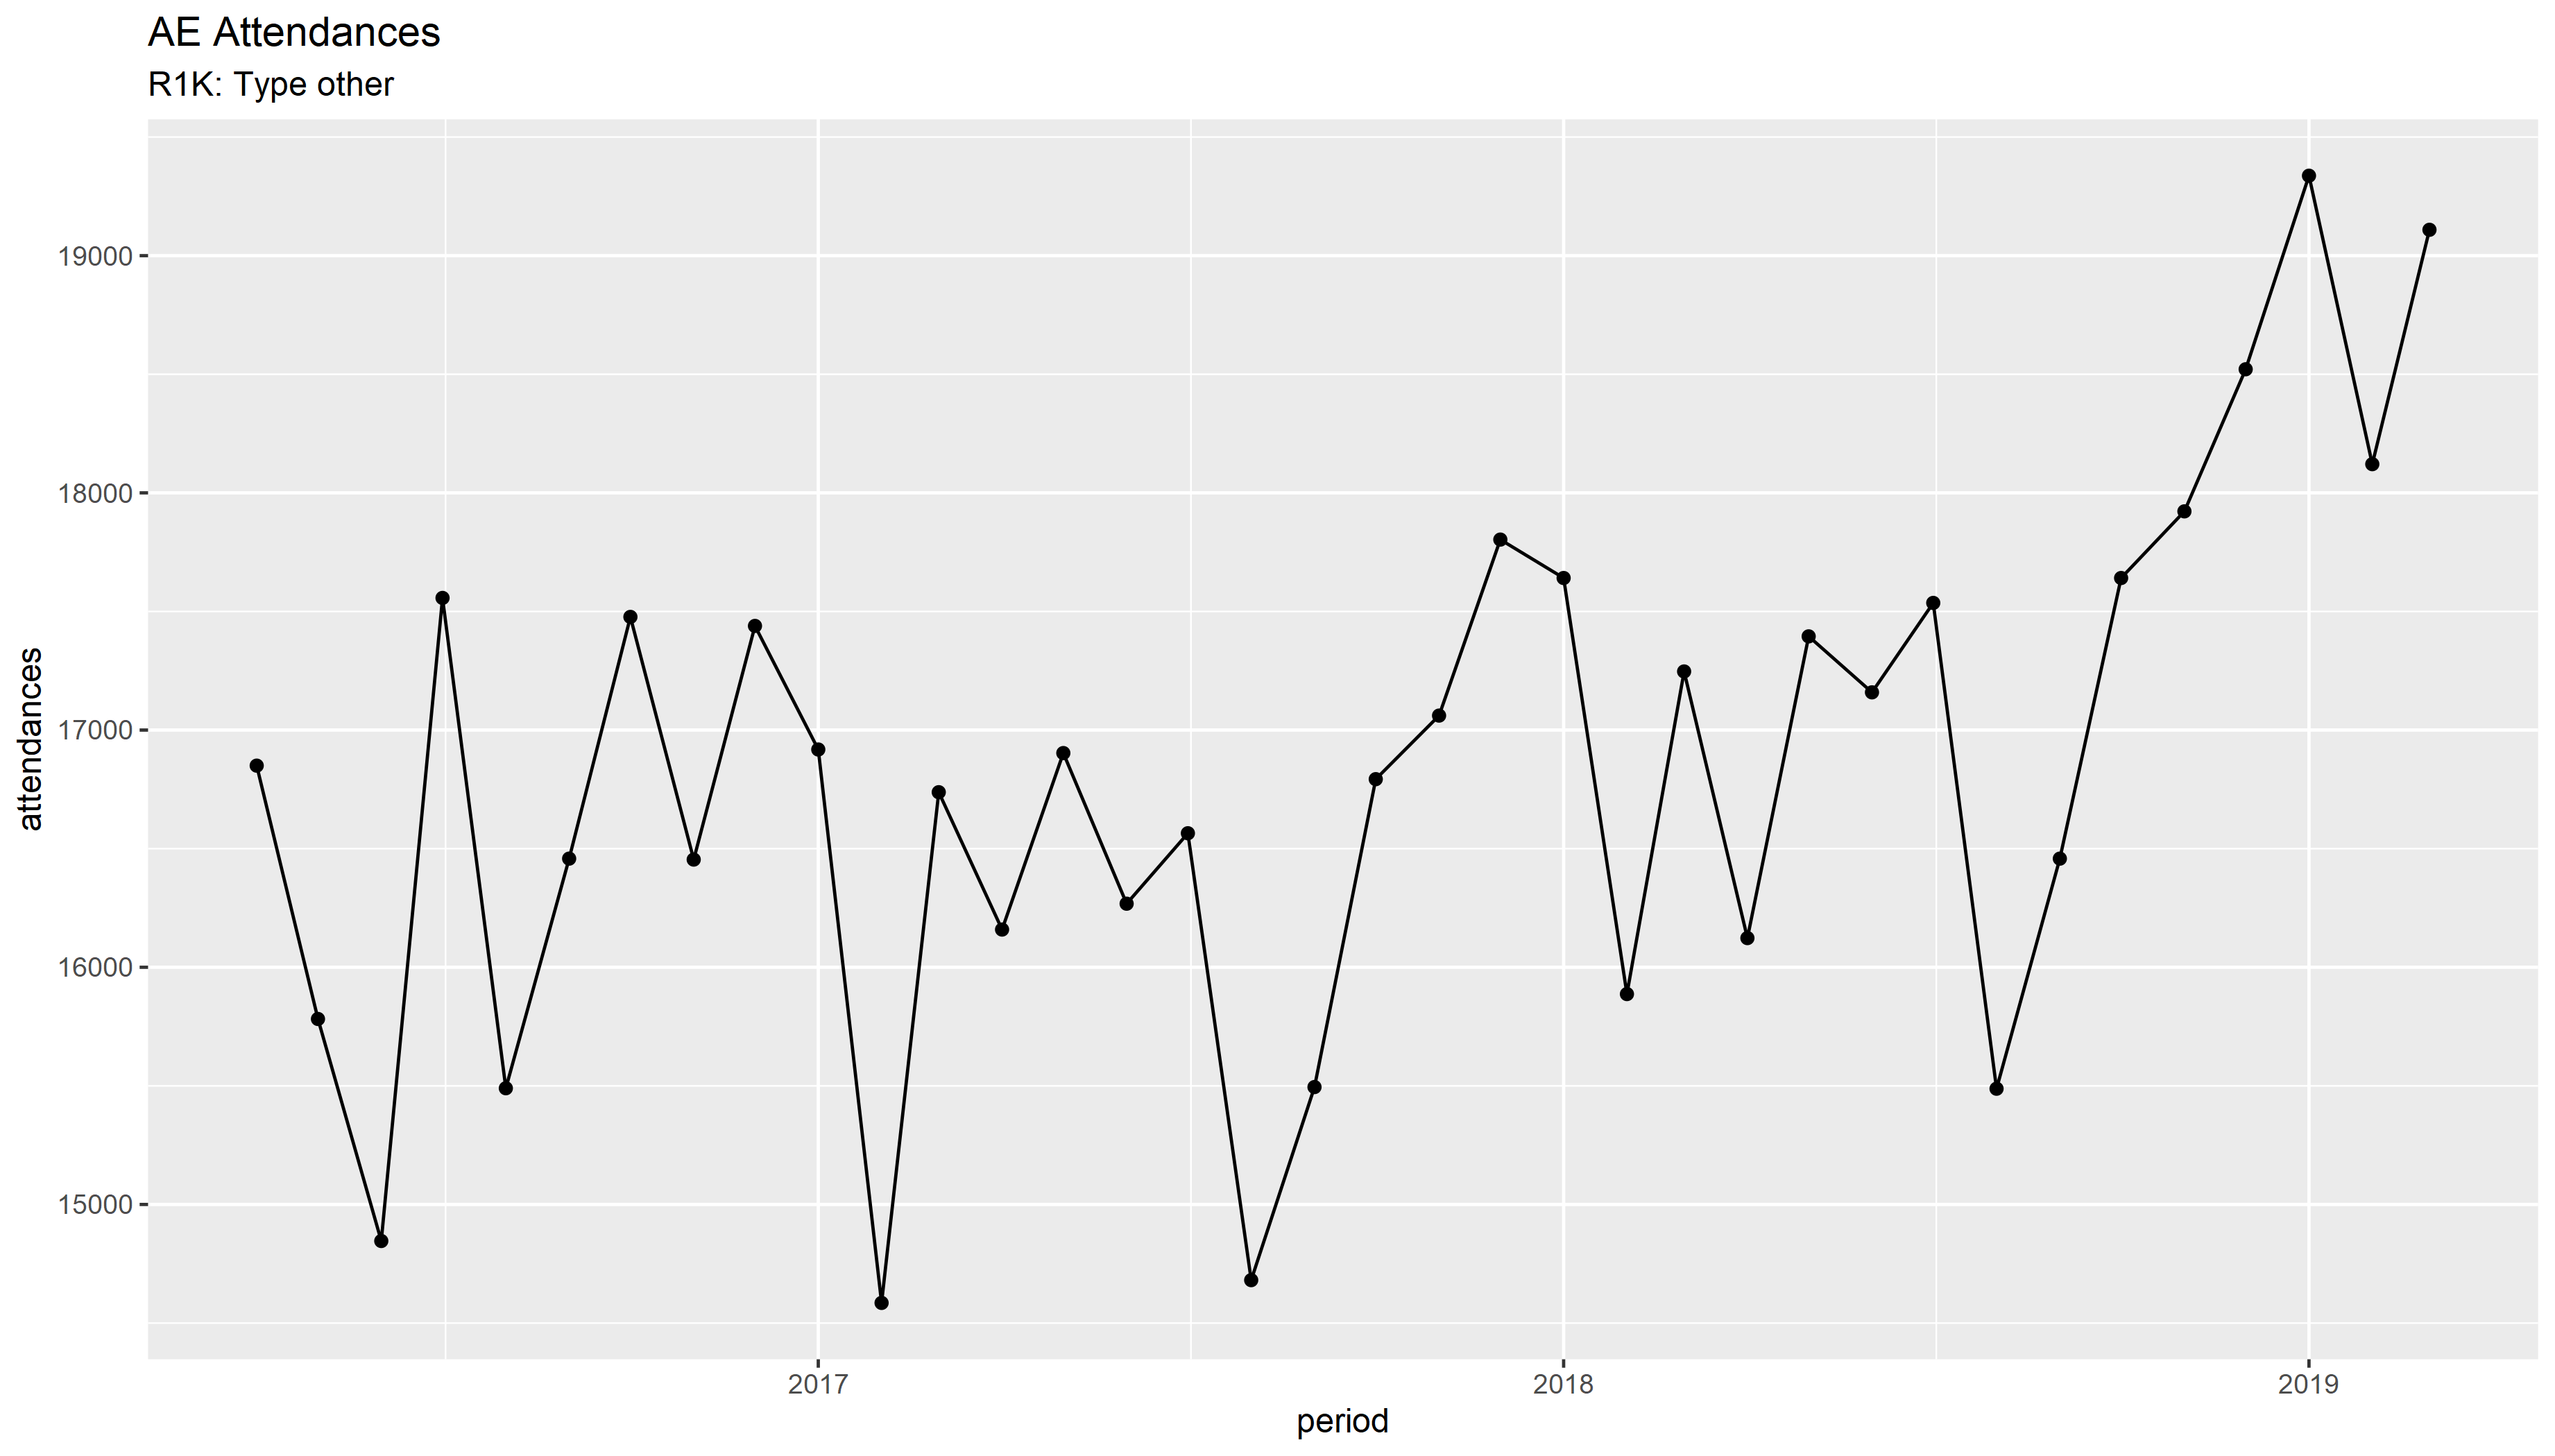 AE Attendances
R1K: Type other
attendances
19000
18000
17000
16000
15000
2017
2018
2019
period